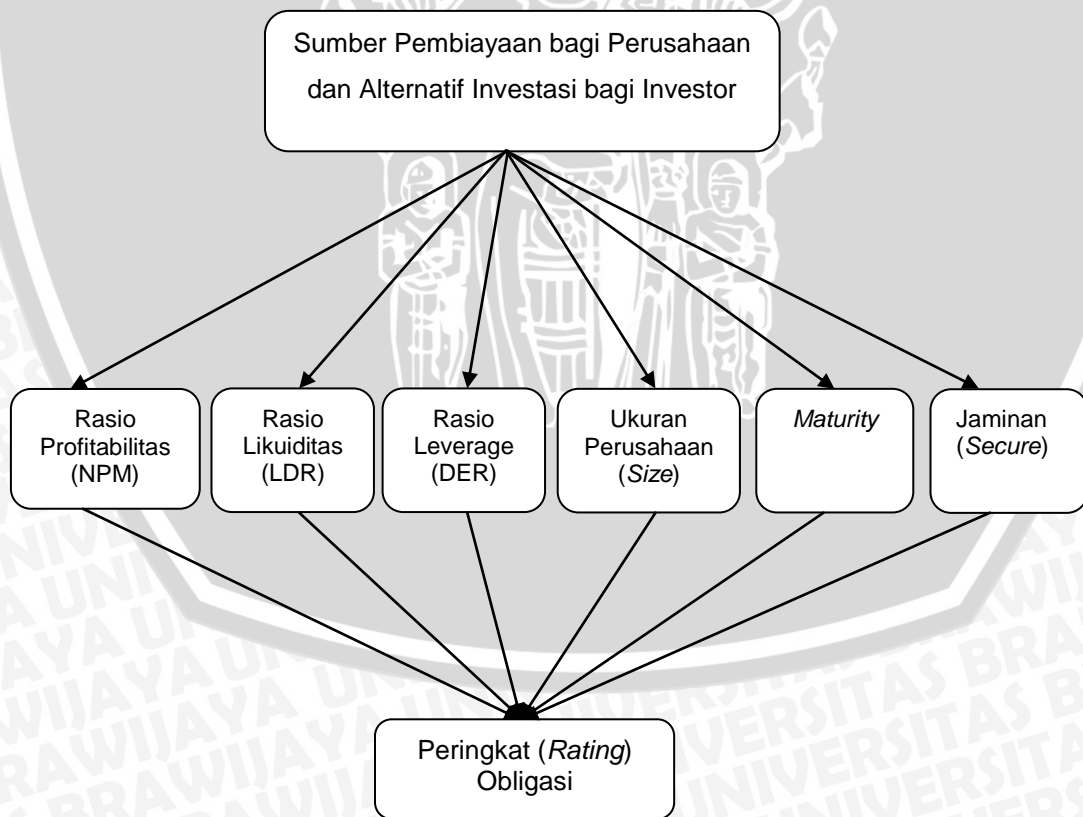 Sumber Pembiayaan bagi Perusahaan
dan Alternatif Investasi bagi Investor
Rasio
Profitabilitas
(NPM)
Rasio
Likuiditas
(LDR)
Rasio
Leverage
(DER)
Ukuran
Perusahaan
(Size)
Maturity
Jaminan
(Secure)
Peringkat (Rating)
Obligasi